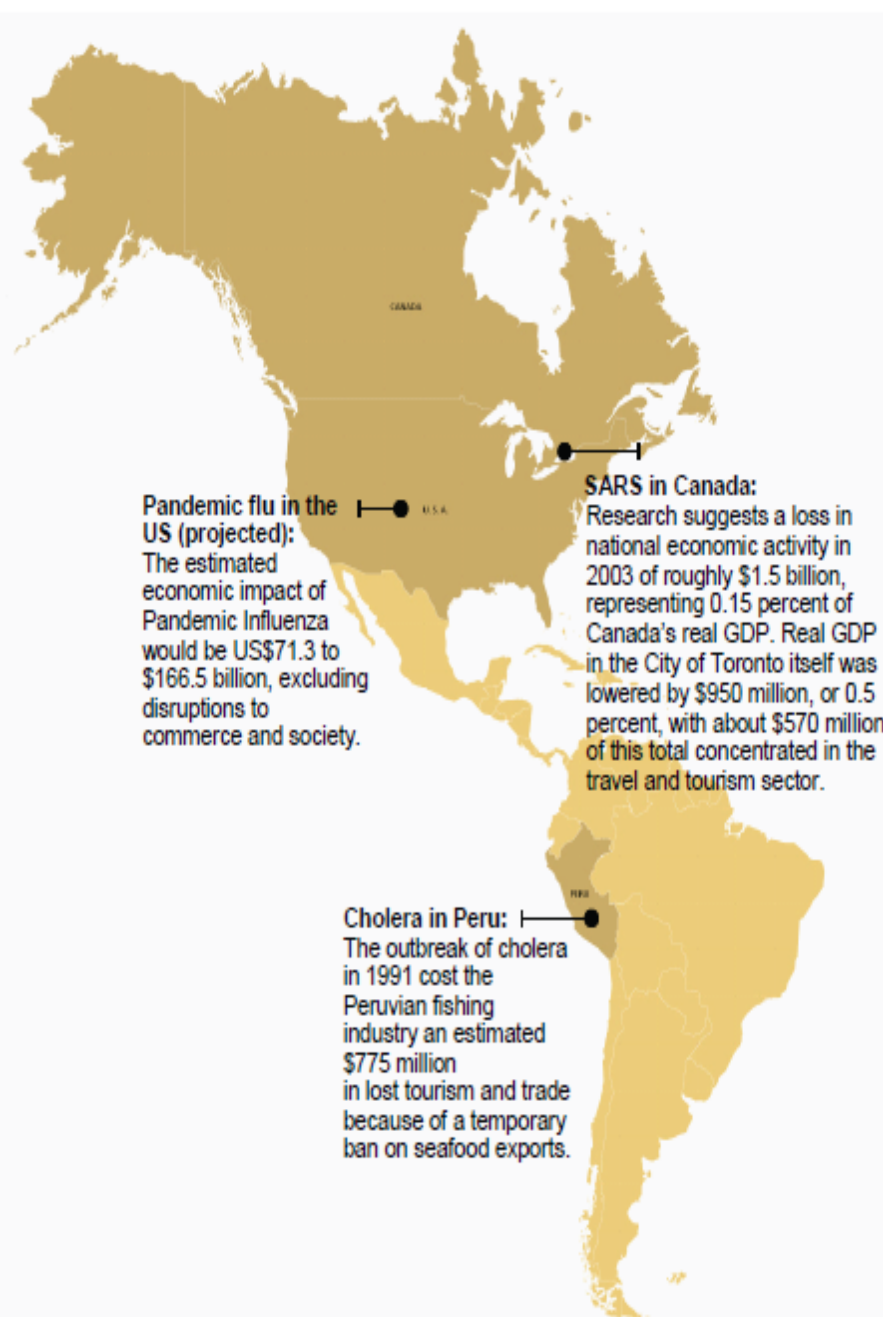 CANADA
U.S.A.
Pandemic flu in the
US (projected):
The estimated
economic impact of
Pandemic Influenza
would be US$71.3 to
$166.5 billion, excluding
disruptions to
commerce and society.
SARS in Canada:
Research suggests a loss in
national economic activity in
2003 of roughly $1.5 billion,
representing 0.15 percent of
Canada's real GDP. Real GDP
in the City of Toronto itself was
lowered by $950 million, or 0.5
percent, with about $570 million
of this total concentrated in the
travel and tourism sector.
PERU
Cholera in Peru:
The outbreak of cholera
in 1991 cost the
Peruvian fishing
industry an estimated
$775 million
in lost tourism and trade
because of a temporary
ban on seafood exports.